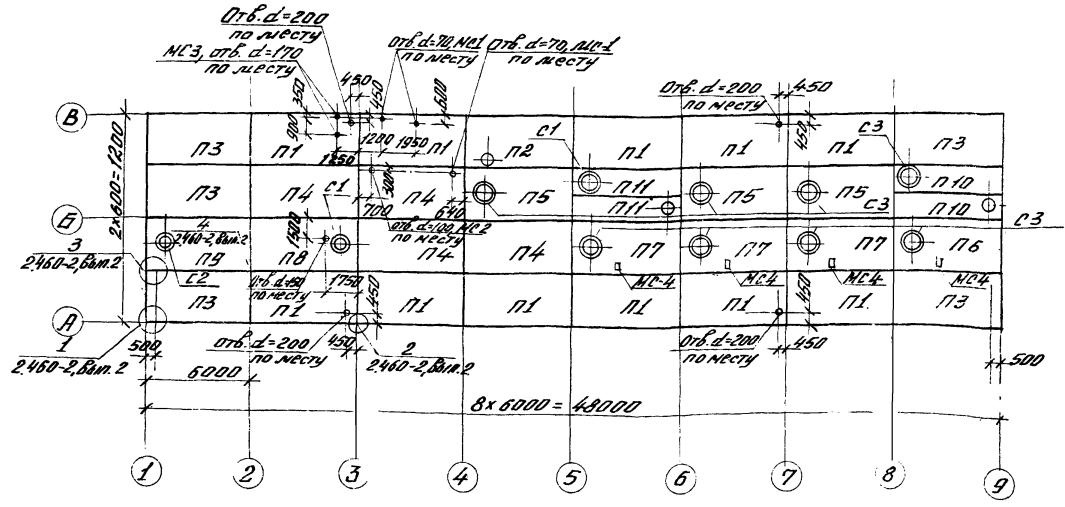 Отв. d=200
по месту
МС3, отв. d=170
по месту
Отв. d=70, МС1
по месту
Отв. d=70, МС-1
по месту
Отв. d=200
по месту
450
350
900
450
600
450
450
1250
1200
1950
В
Б
А
2×600=1200
П3
П1
П1
П2
С1
П1
П1
П1
С3
П3
П3
П4
С1
П4
П5
П11
П11
П5
П5
П10
П10
300
700
640
отв. d=100, МС2
по месту
С3
С3
4
2.460-2, вып. 2
3
2.460-2, вып. 2
С2
П9
П8
1500
П4
П4
П7
П7
П7
П6
МС-4
МС4
МС4
МС4
по месту
1750
450
П3
П1
П1
П1
П1
П1
П1
П3
450
1
2.460-2, вып. 2
500
Отв. d=200
по месту
450
2
2.460-2, вып. 2
Отв. d=200
по месту
450
500
6000
8×6000=48000
1
2
3
4
5
6
7
8
9